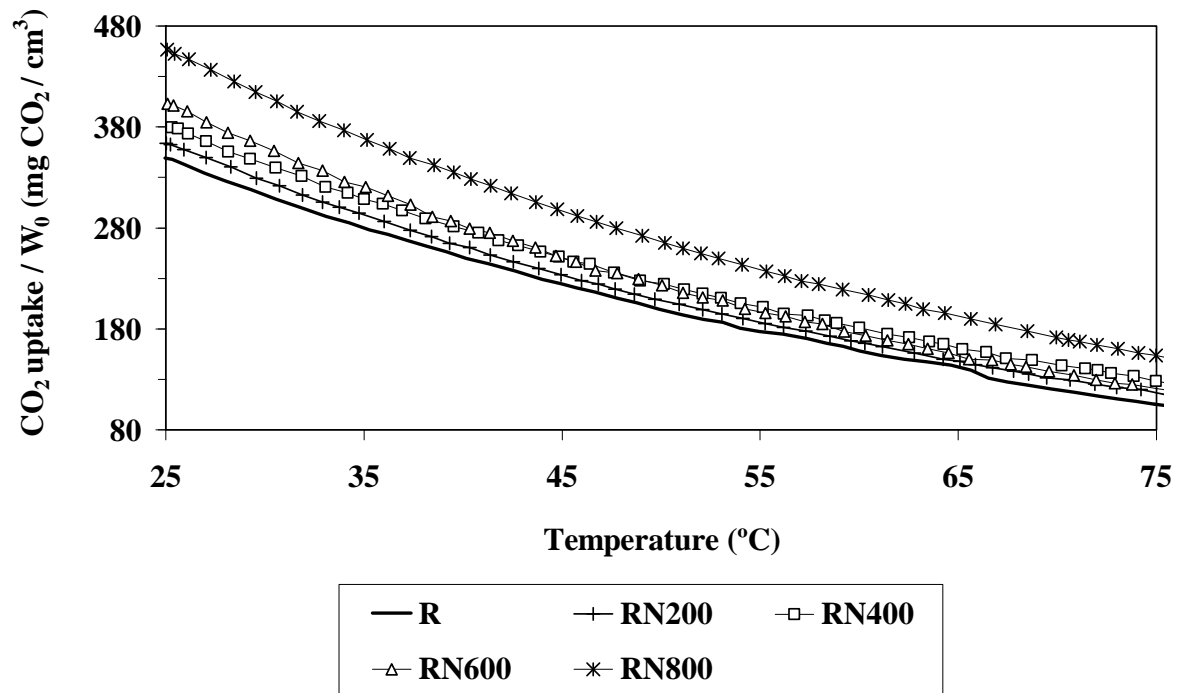 CO₂ uptake / W₀ (mg CO₂ / cm³)
480
380
280
180
80
25 35 45 55 65 75
Temperature (ºC)
R RN200 RN400
RN600 RN800